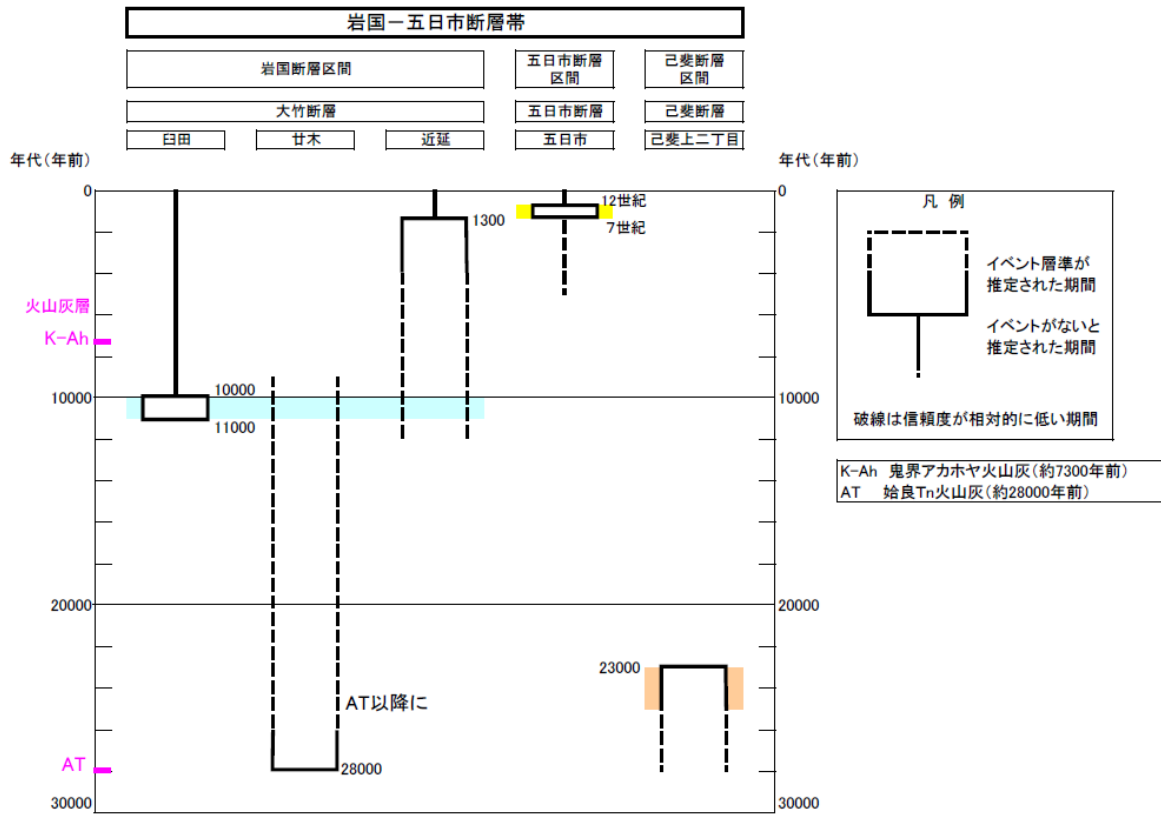 岩国－五日市断層帯
岩国断層区間
五日市断層
区間
己斐断層
区間
大竹断層
五日市断層
己斐断層
臼田
廿木
近延
五日市
己斐上二丁目
年代(年前)
年代(年前)
0
0
12世紀
7世紀
1300
凡 例
イベント層準が
推定された期間
イベントがないと
推定された期間
破線は信頼度が相対的に低い期間
火山灰層
K-Ah
10000
10000
11000
10000
K-Ah 鬼界アカホヤ火山灰(約7300年前)
AT 姶良Tn火山灰(約28000年前)
20000
20000
23000
AT以降に
AT
28000
30000
30000